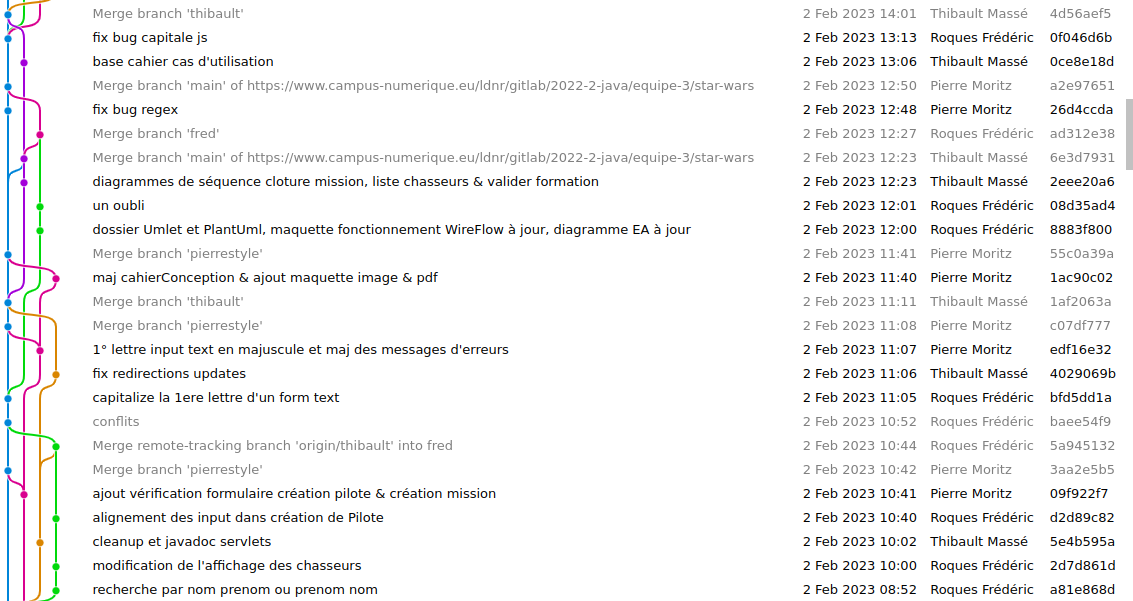 Merge branch 'thibault' 2 Feb 2023 14:01 Thibault Massé 4d56aef5
fix bug capitale js 2 Feb 2023 13:13 Roques Frédéric 0f046d6b
base cahier cas d'utilisation 2 Feb 2023 13:06 Thibault Massé 0ce8e18d
Merge branch 'main' of https://www.campus-numerique.eu/ldnr/gitlab/2022-2-java/equipe-3/star-wars 2 Feb 2023 12:50 Pierre Moritz a2e97651
fix bug regex 2 Feb 2023 12:48 Pierre Moritz 26d4ccda
Merge branch 'fred' 2 Feb 2023 12:27 Roques Frédéric ad312e38
Merge branch 'main' of https://www.campus-numerique.eu/ldnr/gitlab/2022-2-java/equipe-3/star-wars 2 Feb 2023 12:23 Thibault Massé 6e3d7931
diagrammes de séquence cloture mission, liste chasseurs & valider formation 2 Feb 2023 12:23 Thibault Massé 2eee20a6
un oubli 2 Feb 2023 12:01 Roques Frédéric 08d35ad4
dossier Umlet et PlantUml, maquette fonctionnement WireFlow à jour, diagramme EA à jour 2 Feb 2023 12:00 Roques Frédéric 8883f800
Merge branch 'pierrestyle' 2 Feb 2023 11:41 Pierre Moritz 55c0a39a
maj cahierConception & ajout maquette image & pdf 2 Feb 2023 11:40 Pierre Moritz 1ac90c02
Merge branch 'thibault' 2 Feb 2023 11:11 Thibault Massé 1af2063a
Merge branch 'pierrestyle' 2 Feb 2023 11:08 Pierre Moritz c07df777
1° lettre input text en majuscule et maj des messages d'erreurs 2 Feb 2023 11:07 Pierre Moritz edf16e32
fix redirections updates 2 Feb 2023 11:06 Thibault Massé 4029069b
capitalize la 1ere lettre d'un form text 2 Feb 2023 11:05 Roques Frédéric bfd5dd1a
conflits 2 Feb 2023 10:52 Roques Frédéric baee54f9
Merge remote-tracking branch 'origin/thibault' into fred 2 Feb 2023 10:44 Roques Frédéric 5a945132
Merge branch 'pierrestyle' 2 Feb 2023 10:42 Pierre Moritz 3aa2e5b5
ajout vérification formulaire création pilote & création mission 2 Feb 2023 10:41 Pierre Moritz 09f922f7
alignement des input dans création de Pilote 2 Feb 2023 10:40 Roques Frédéric d2d89c82
cleanup et javadoc servlets 2 Feb 2023 10:02 Thibault Massé 5e4b595a
modification de l'affichage des chasseurs 2 Feb 2023 10:00 Roques Frédéric 2d7d861d
recherche par nom prenom ou prenom nom 2 Feb 2023 08:52 Roques Frédéric a81e868d